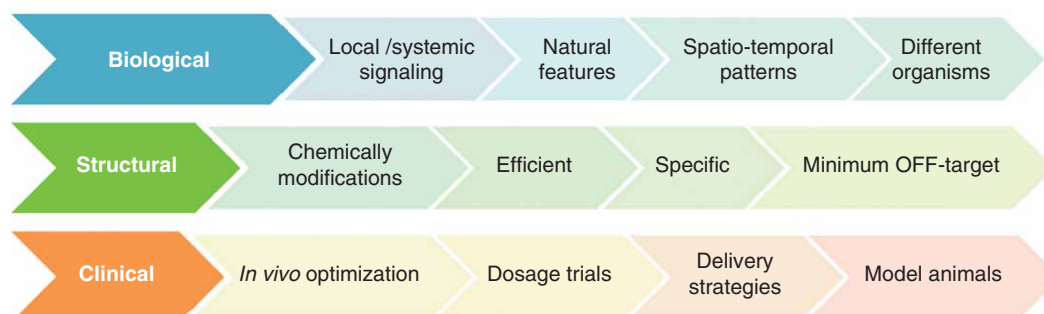 Biological
Local /systemic
signaling
Natural
features
Spatio-temporal
patterns
Different
organisms
Structural
Chemically
modifications
Efficient
Specific
Minimum OFF-target
Clinical
In vivo optimization
Dosage trials
Delivery
strategies
Model animals